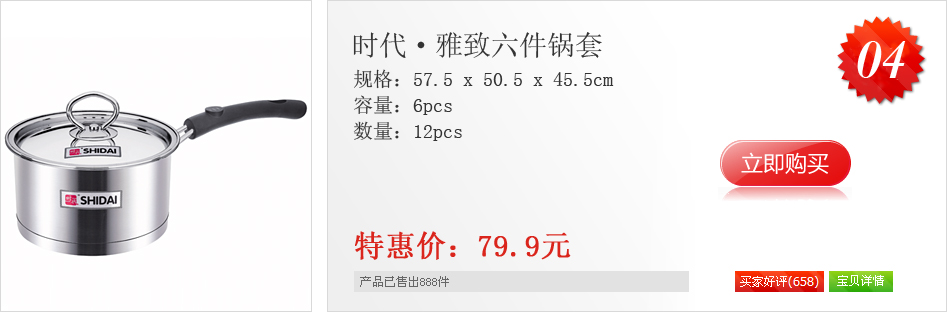 SHIDAI
SHIDAI
时代·雅致六件锅套
规格：57.5 x 50.5 x 45.5cm
容量：6pcs
数量：12pcs
04
立即购买
特惠价：79.9元
产品已售出888件
买家好评(658)
宝贝详情